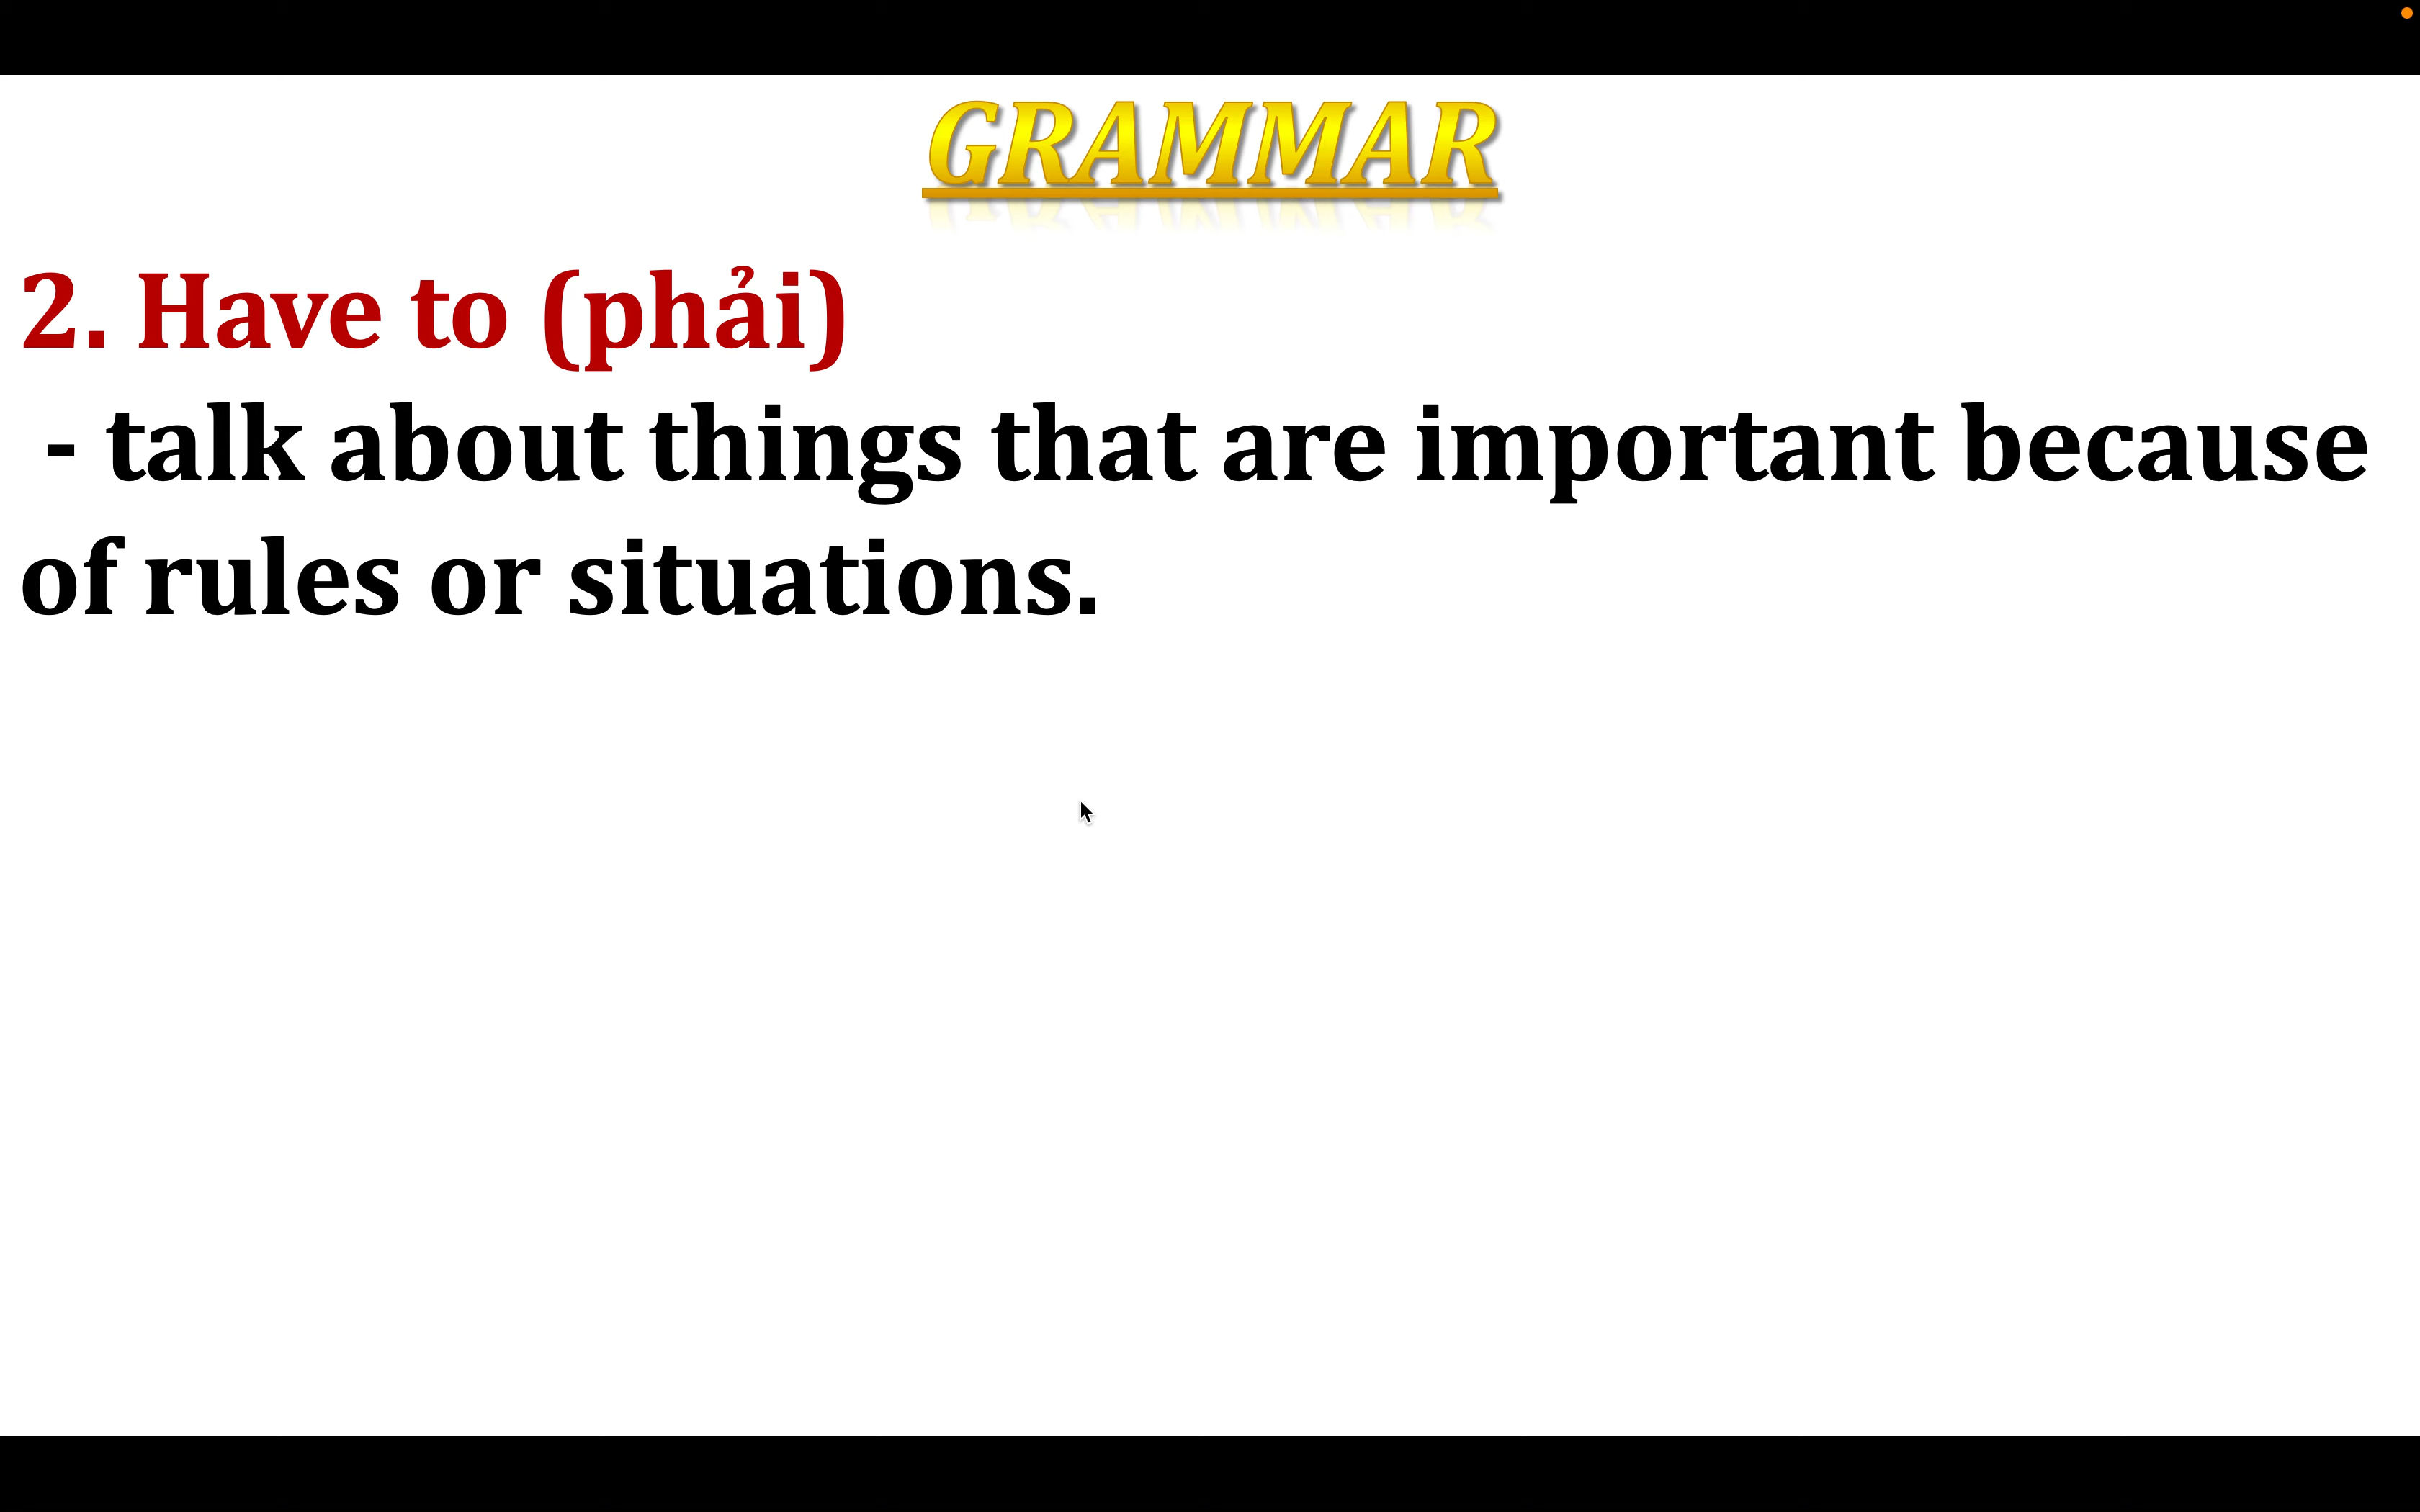 GRAMMAR
2. Have to (phải)
- talk about things that are important because
of rules or situations.